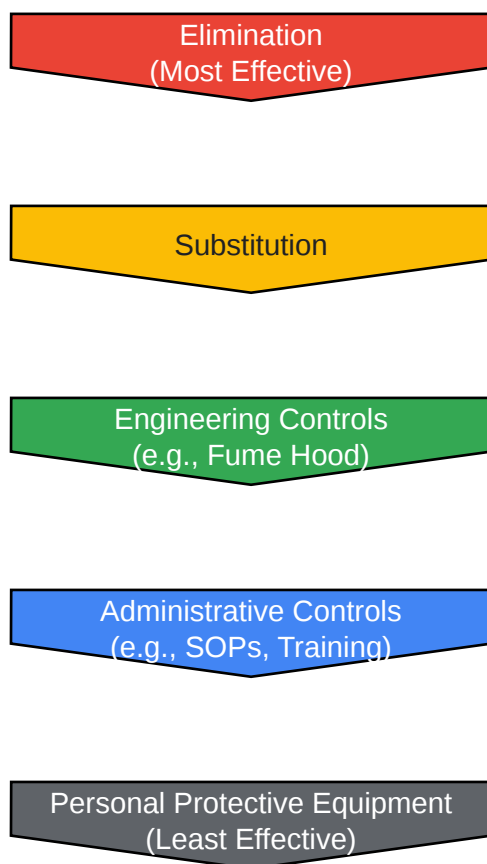 Elimination
(Most Effective)
Substitution
Engineering Controls
(e.g., Fume Hood)
Administrative Controls
(e.g., SOPs, Training)
Personal Protective Equipment
(Least Effective)